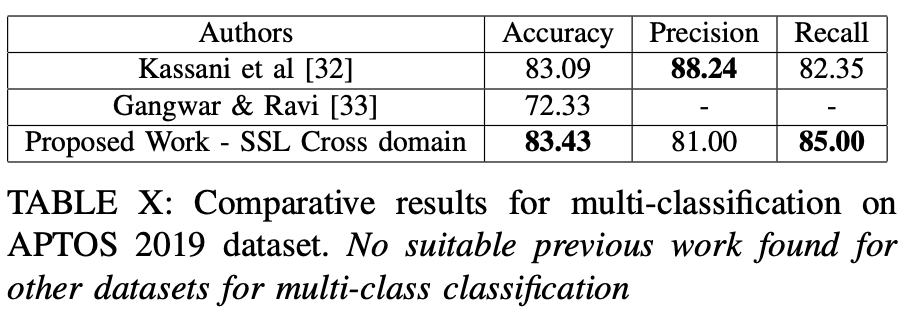 Authors Accuracy Precision Recall
Kassani et al [32] 83.09 88.24 82.35
Gangwar & Ravi [33] 72.33 - -
Proposed Work - SSL Cross domain 83.43 81.00 85.00
TABLE X: Comparative results for multi-classification on
APTOS 2019 dataset. No suitable previous work found for
other datasets for multi-class classification